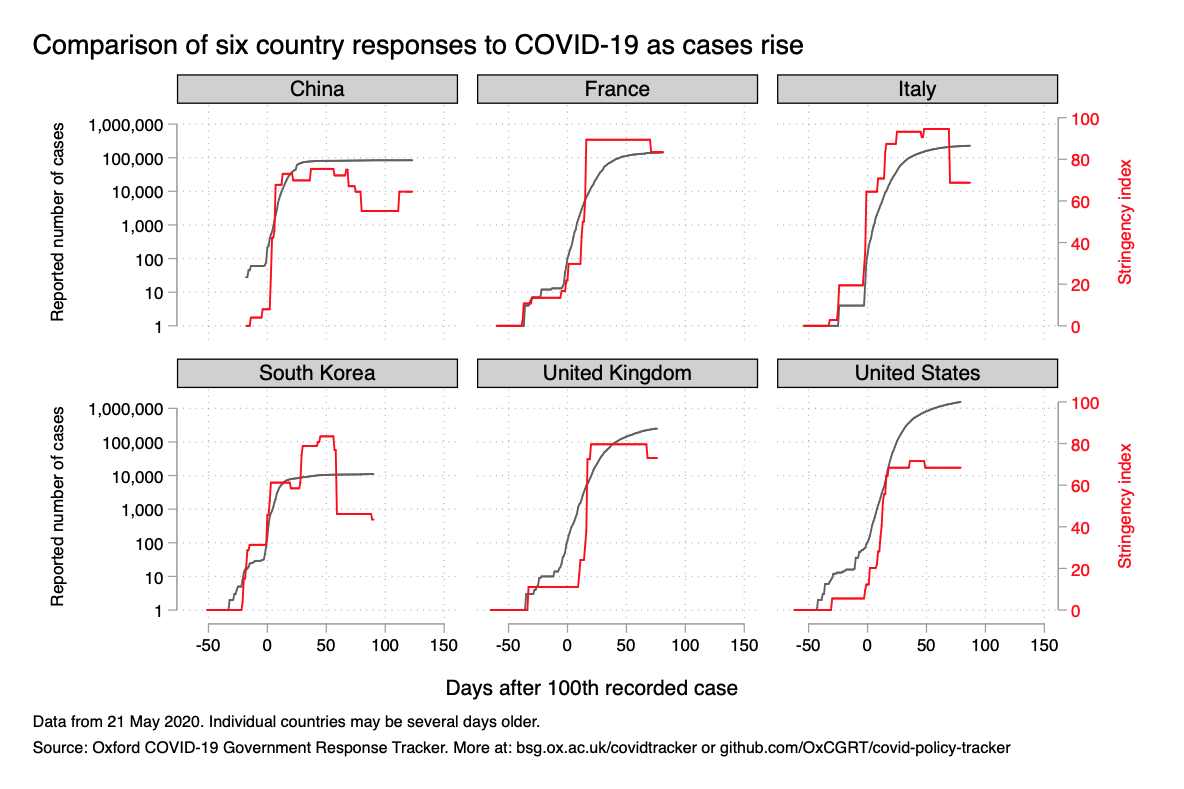 Comparison of six country responses to COVID-19 as cases rise
China
France
Italy
Reported number of cases
1,000,000
100,000
10,000
1,000
100
10
1
100
80
60
40
20
0
Stringency index
South Korea
United Kingdom
United States
Reported number of cases
1,000,000
100,000
10,000
1,000
100
10
1
100
80
60
40
20
0
Stringency index
-50 0 50 100 150
-50 0 50 100 150
-50 0 50 100 150
Days after 100th recorded case
Data from 21 May 2020. Individual countries may be several days older.
Source: Oxford COVID-19 Government Response Tracker. More at: bsg.ox.ac.uk/covidtracker or github.com/OxCGRT/covid-policy-tracker